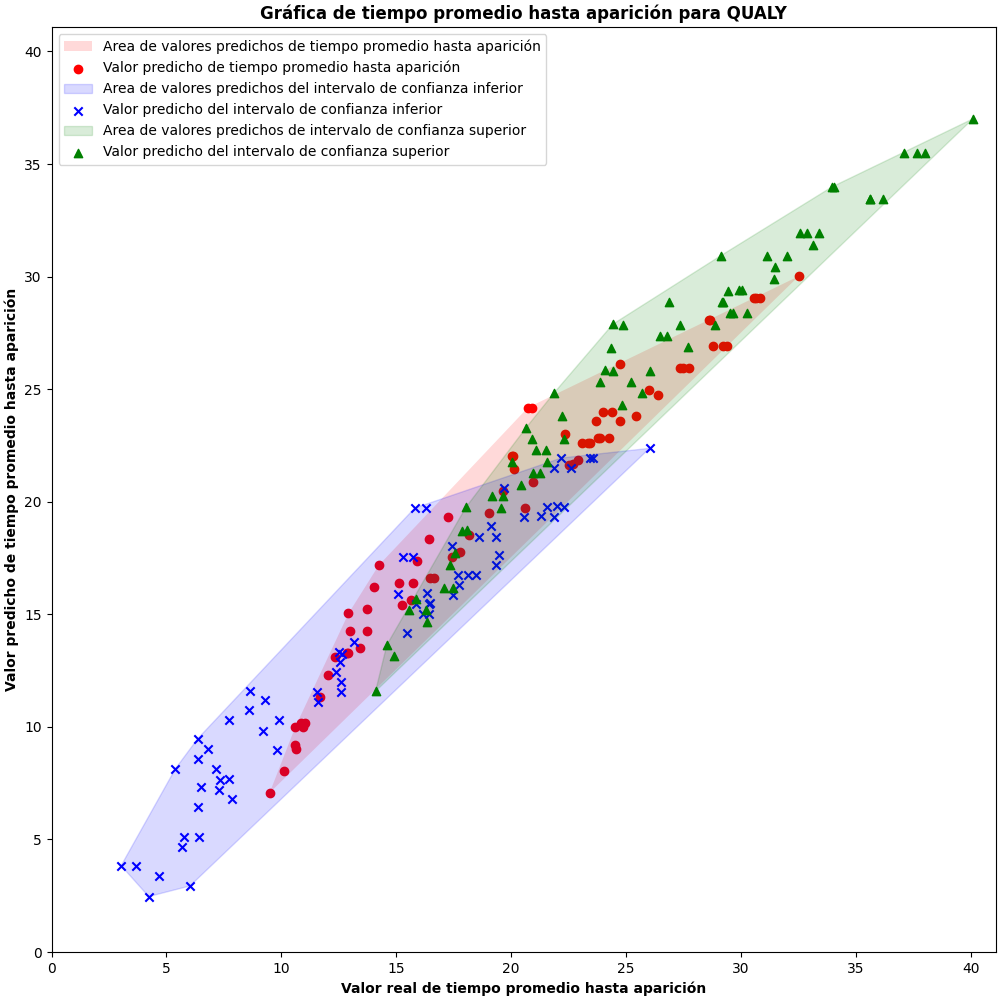 Gráfica de tiempo promedio hasta aparición para QUALY
Area de valores predichos de tiempo promedio hasta aparición
Valor predicho de tiempo promedio hasta aparición
Area de valores predichos del intervalo de confianza inferior
Valor predicho del intervalo de confianza inferior
Area de valores predichos de intervalo de confianza superior
Valor predicho del intervalo de confianza superior
Valor predicho de tiempo promedio hasta aparición
40
35
30
25
20
15
10
5
0
0 5 10 15 20 25 30 35 40
Valor real de tiempo promedio hasta aparición